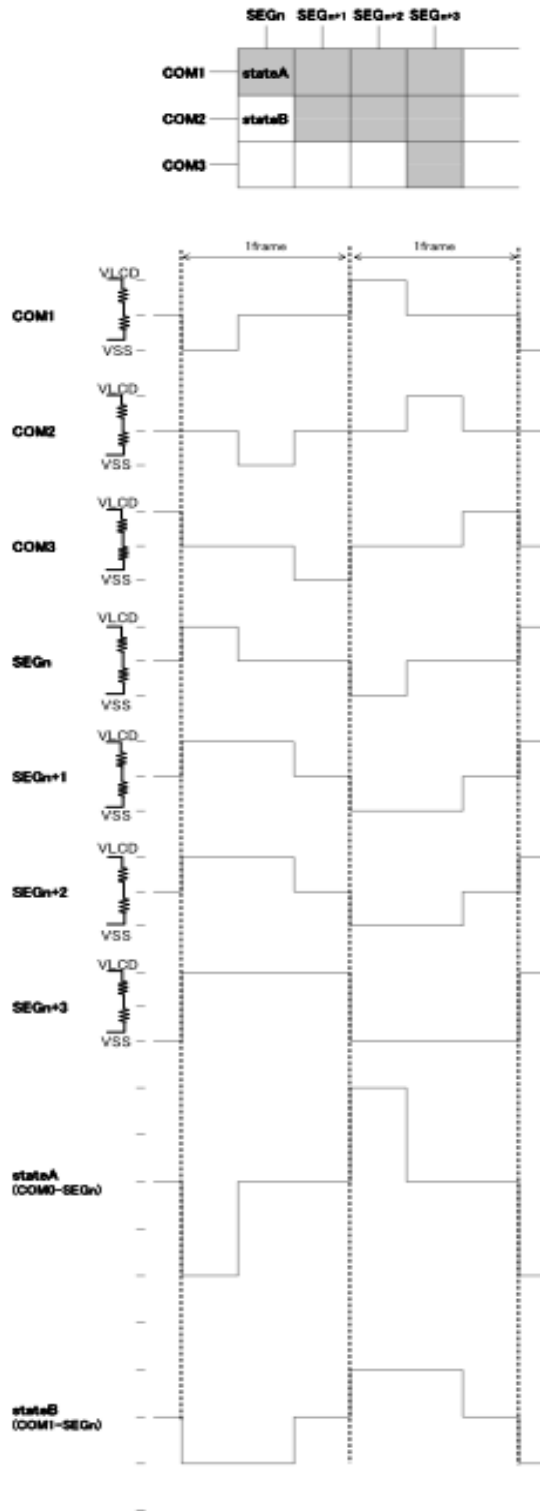 SEGn SEGn+1 SEGn+2 SEGn+3
COM1 stateA
COM2 stateB
COM3
1frame 1frame
VLCD
COM1
VSS
VLCD
COM2
VSS
VLCD
COM3
VSS
VLCD
SEGn
VSS
VLCD
SEGn+1
VSS
VLCD
SEGn+2
VSS
VLCD
SEGn+3
VSS
stateA
(COM0-SEGn)
stateB
(COM1-SEGn)